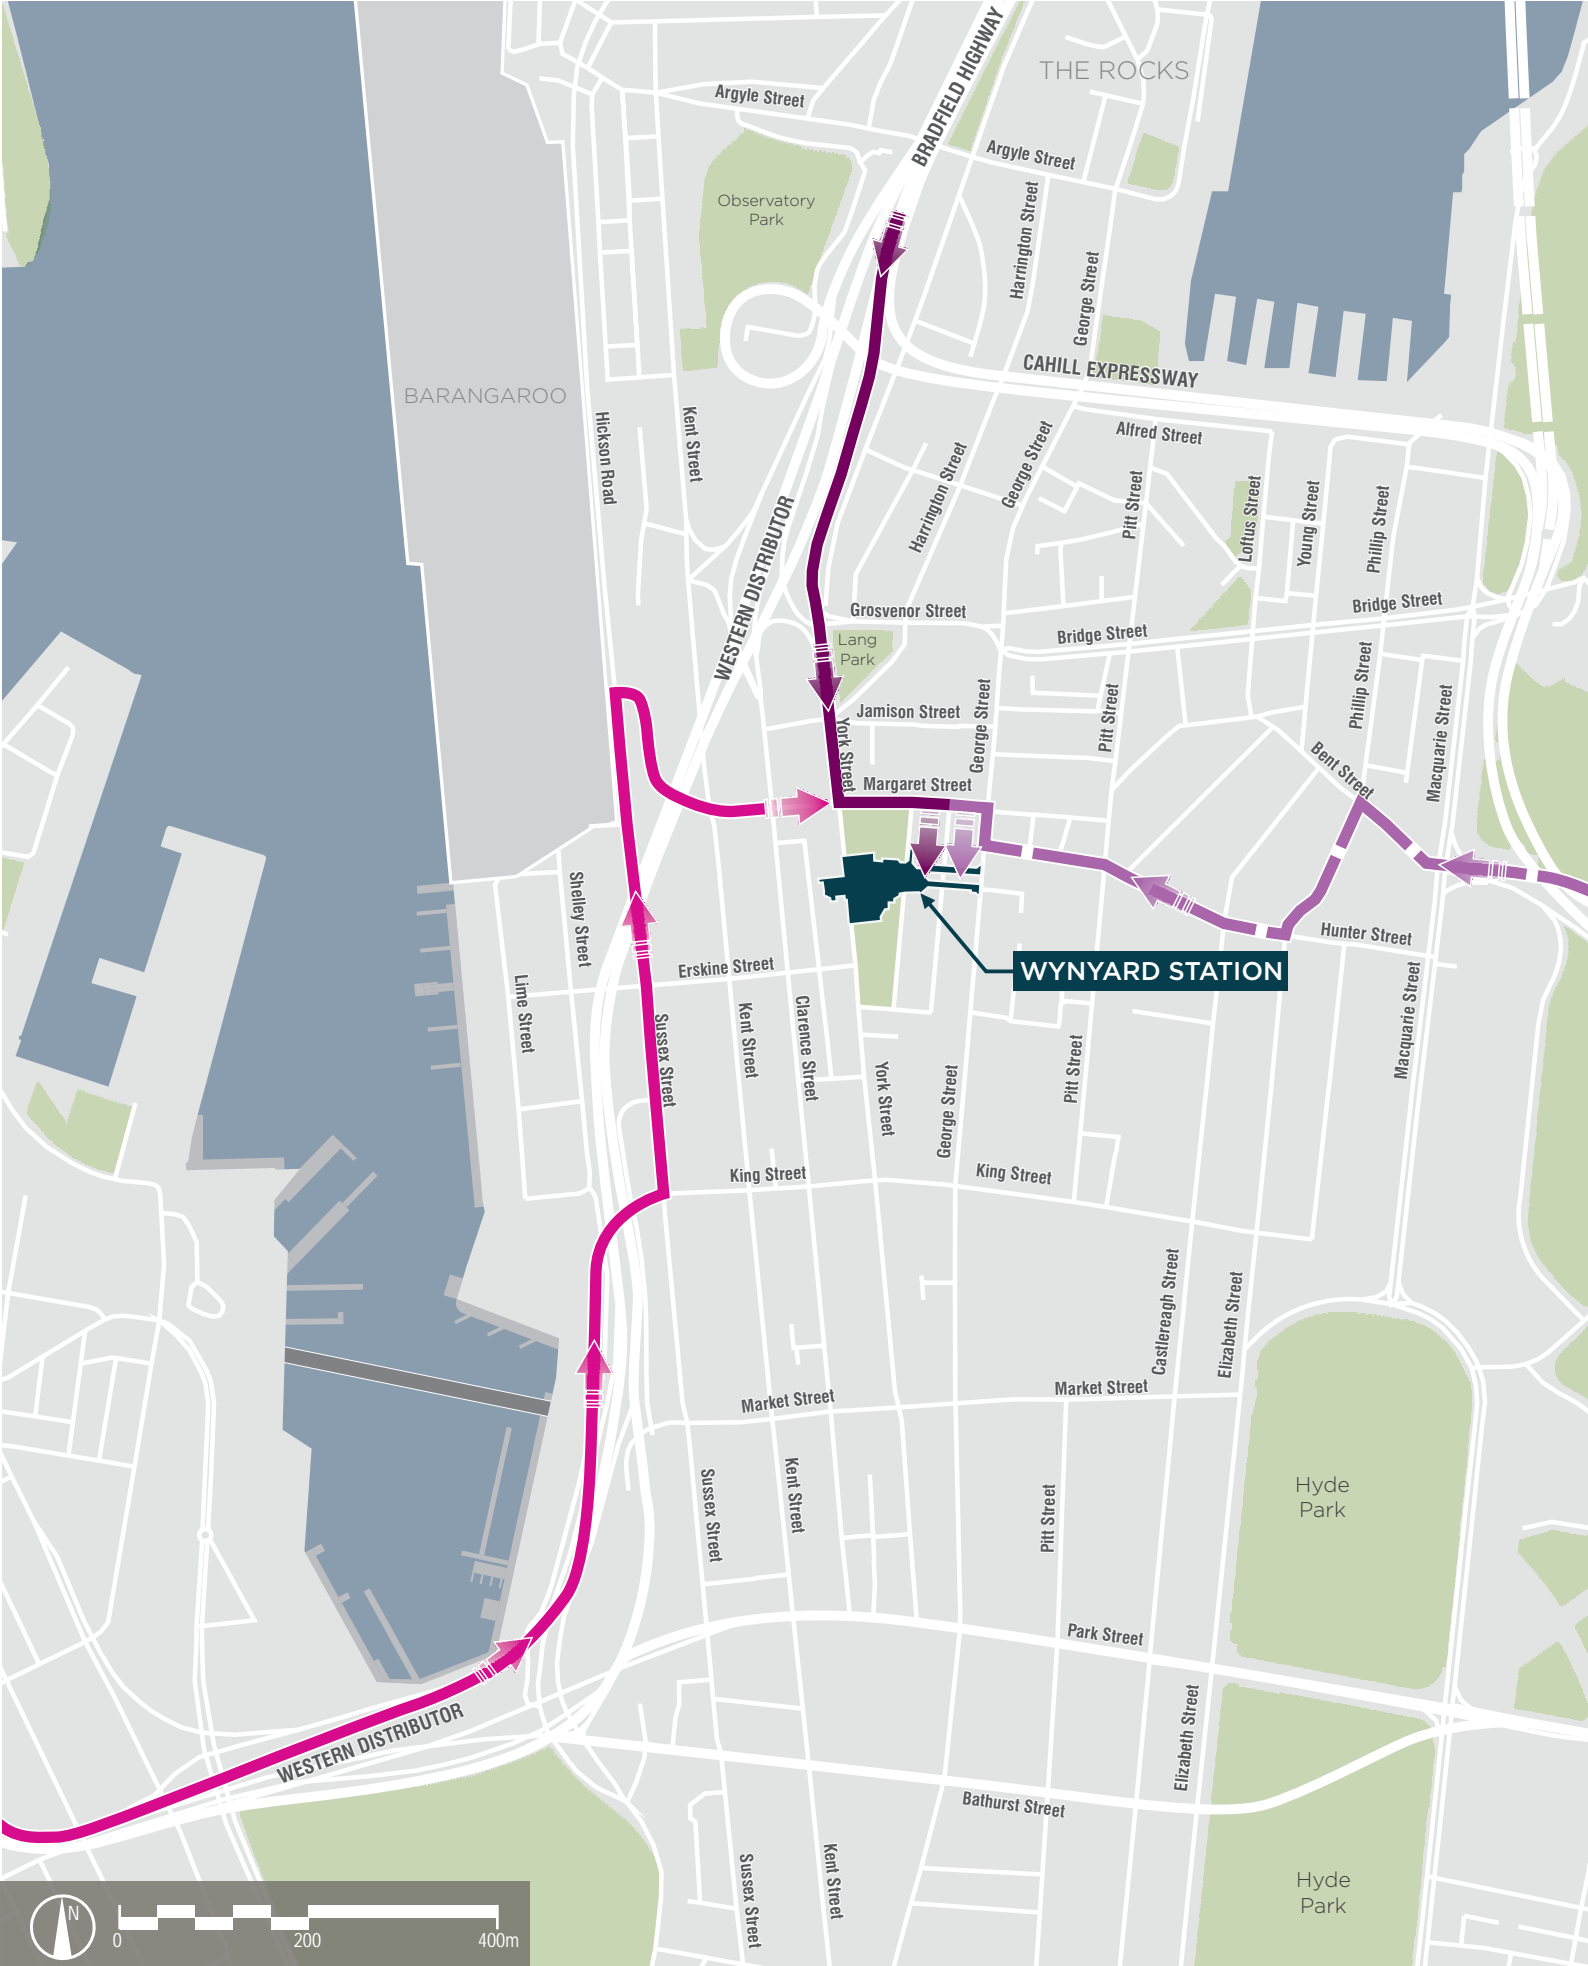 BRADFIELD HIGHWAY
THE ROCKS
Argyle Street
Argyle Street
Observatory
Park
Harrington Street
George Street
CAHILL EXPRESSWAY
BARANGAROO
Hickson Road
Kent Street
Alfred Street
Harrington Street
George Street
Pitt Street
Loftus Street
Young Street
Phillip Street
WESTERN DISTRIBUTOR
Grosvenor Street
Bridge Street
Bridge Street
Lang
Park
Phillip Street
Jamison Street
George Street
Pitt Street
Macquarie Street
York Street
Bent Street
Margaret Street
Shelley Street
Hunter Street
Erskine Street
WYNYARD STATION
Lime Street
Kent Street
Clarence Street
Sussex Street
Macquarie Street
York Street
George Street
Pitt Street
King Street
King Street
Castlereagh Street
Elizabeth Street
Market Street
Market Street
Sussex Street
Kent Street
Pitt Street
Hyde
Park
Park Street
WESTERN DISTRIBUTOR
Elizabeth Street
Bathurst Street
Sussex Street
Kent Street
Hyde
Park
N
0 200 400m